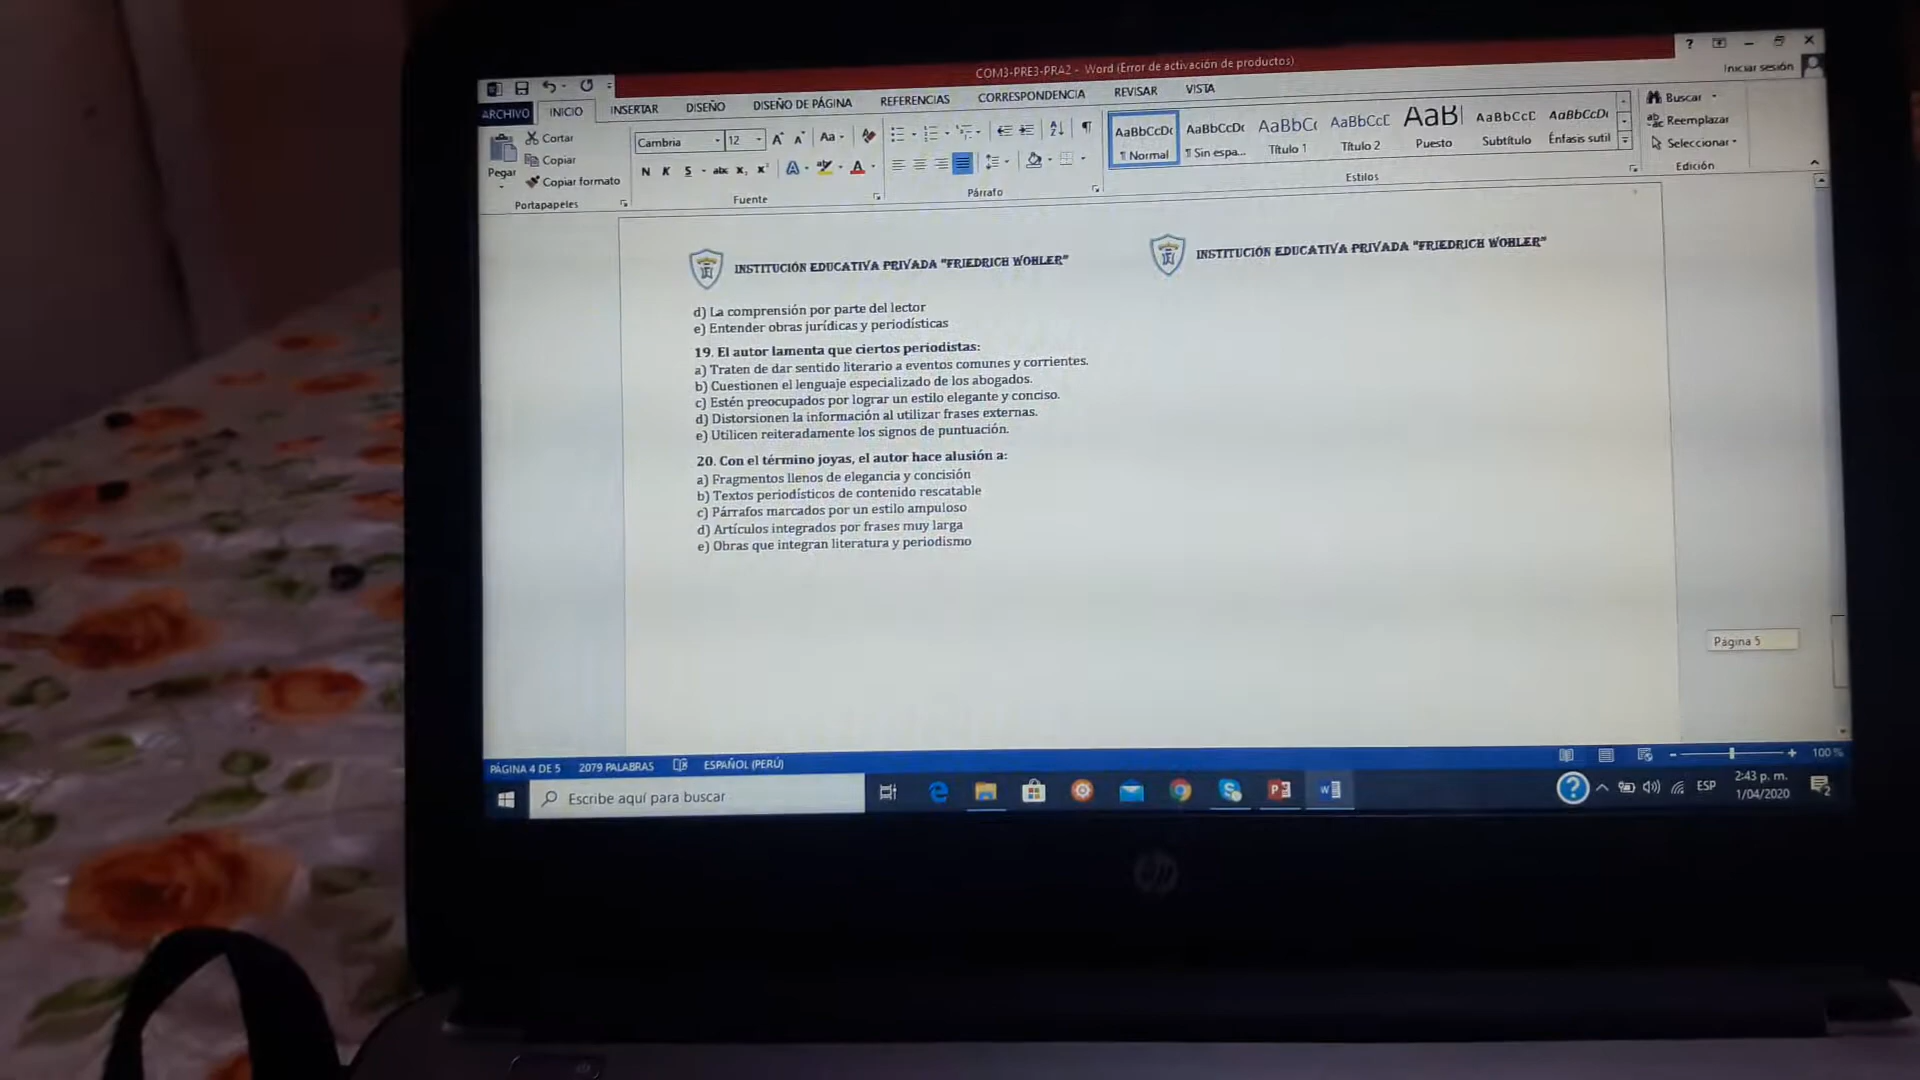 COM3-PRE3-PRA2 - Word (Error de activación de productos)
Iniciar sesión
ARCHIVO INICIO INSERTAR DISEÑO DISEÑO DE PÁGINA REFERENCIAS CORRESPONDENCIA REVISAR VISTA
Pegar
Cortar
Copiar
Copiar formato
Portapapeles
Cambria 12
Aa
N K S abc x, x²
Fuente
Párrafo
AaBbCcDc
¶ Normal
AaBbCcDc
¶ Sin espa...
AaBbC(
Título 1
AaBbCcC
Título 2
AaB
Puesto
AaBbCcC
Subtítulo
AaBbCcDc
Énfasis sutil
Estilos
Buscar
Reemplazar
Seleccionar
Edición
INSTITUCIÓN EDUCATIVA PRIVADA "FRIEDRICH WOHLER"
INSTITUCIÓN EDUCATIVA PRIVADA "FRIEDRICH WOHLER"
d) La comprensión por parte del lector
e) Entender obras jurídicas y periodísticas
19. El autor lamenta que ciertos periodistas:
a) Traten de dar sentido literario a eventos comunes y corrientes.
b) Cuestionen el lenguaje especializado de los abogados.
c) Estén preocupados por lograr un estilo elegante y conciso.
d) Distorsionen la información al utilizar frases externas.
e) Utilicen reiteradamente los signos de puntuación.
20. Con el término joyas, el autor hace alusión a:
a) Fragmentos llenos de elegancia y concisión
b) Textos periodísticos de contenido rescatable
c) Párrafos marcados por un estilo ampuloso
d) Artículos integrados por frases muy larga
e) Obras que integran literatura y periodismo
Página 5
PÁGINA 4 DE 5 2079 PALABRAS ESPAÑOL (PERÚ)
100 %
Escribe aquí para buscar
ESP
2:43 p. m.
1/04/2020
2
hp